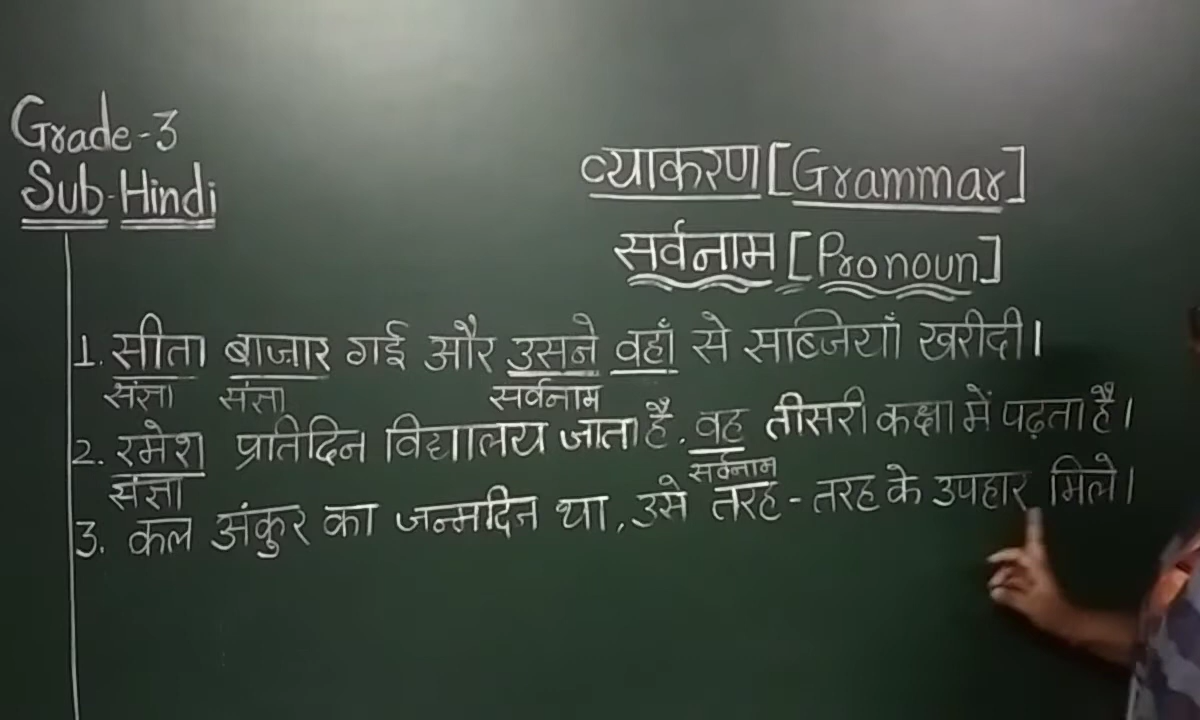 Grade-3
Sub-Hindi
व्याकरण [Grammar]
सर्वनाम [Pronoun]
1. सीता बाजार गई और उसने वहाँ से सब्जियाँ खरीदी।
संज्ञा संज्ञा सर्वनाम
2. रमेश प्रतिदिन विद्यालय जाता है. वह तीसरी कक्षा में पढ़ता है।
संज्ञा सर्वनाम
3. कल अंकुर का जन्मदिन था, उसे तरह - तरह के उपहार मिले।